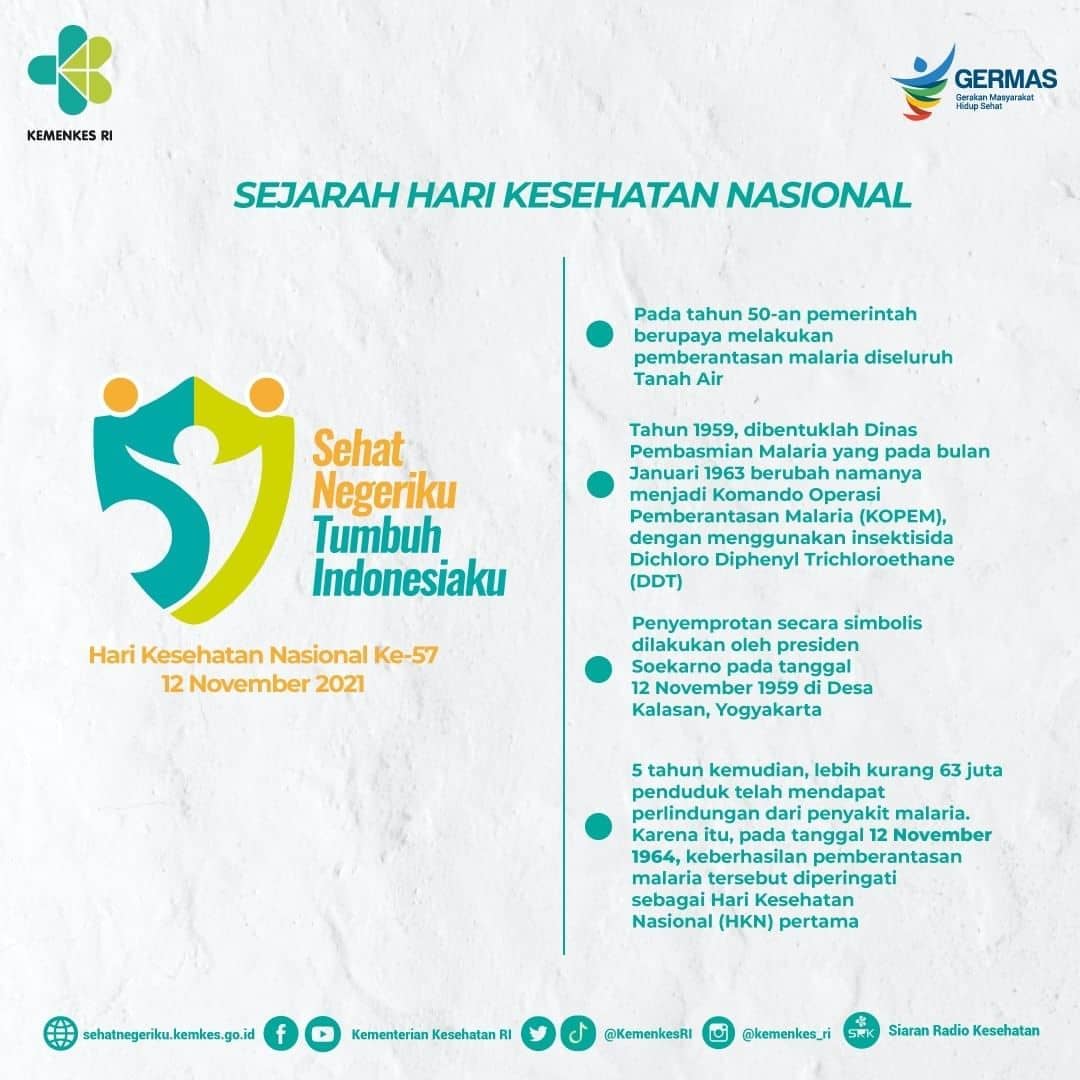 KEMENKES RI
GERMAS
Gerakan Masyarakat
Hidup Sehat
SEJARAH HARI KESEHATAN NASIONAL
Sehat
Negeriku
Tumbuh
Indonesiaku
Hari Kesehatan Nasional Ke-57
12 November 2021
Pada tahun 50-an pemerintah
berupaya melakukan
pemberantasan malaria diseluruh
Tanah Air
Tahun 1959, dibentuklah Dinas
Pembasmian Malaria yang pada bulan
Januari 1963 berubah namanya
menjadi Komando Operasi
Pemberantasan Malaria (KOPEM),
dengan menggunakan insektisida
Dichloro Diphenyl Trichloroethane
(DDT)
Penyemprotan secara simbolis
dilakukan oleh presiden
Soekarno pada tanggal
12 November 1959 di Desa
Kalasan, Yogyakarta
5 tahun kemudian, lebih kurang 63 juta
penduduk telah mendapat
perlindungan dari penyakit malaria.
Karena itu, pada tanggal 12 November
1964, keberhasilan pemberantasan
malaria tersebut diperingati
sebagai Hari Kesehatan
Nasional (HKN) pertama
sehatnegeriku.kemkes.go.id Kementerian Kesehatan RI @KemenkesRI @kemenkes_ri SRK Siaran Radio Kesehatan